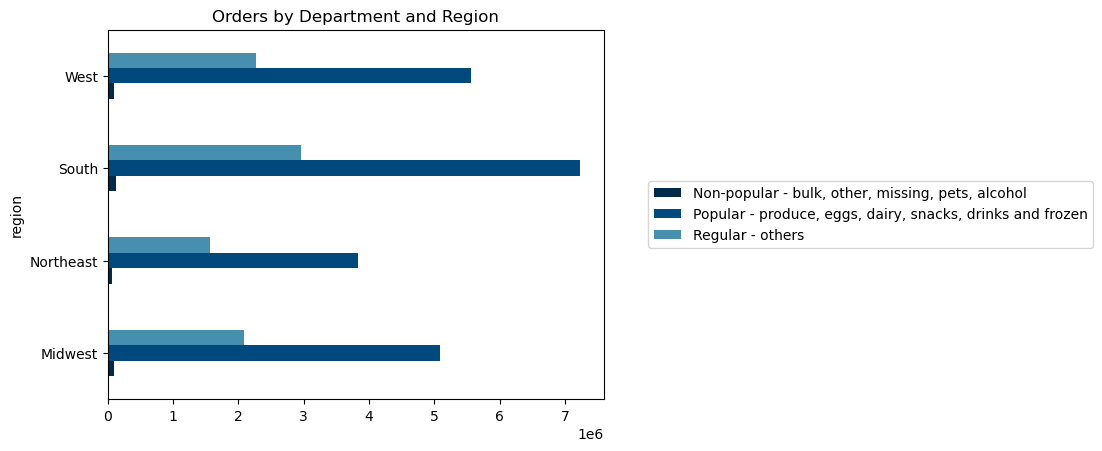 Orders by Department and Region
region
West
South
Northeast
Midwest
0 1 2 3 4 5 6 7
1e6
Non-popular - bulk, other, missing, pets, alcohol
Popular - produce, eggs, dairy, snacks, drinks and frozen
Regular - others